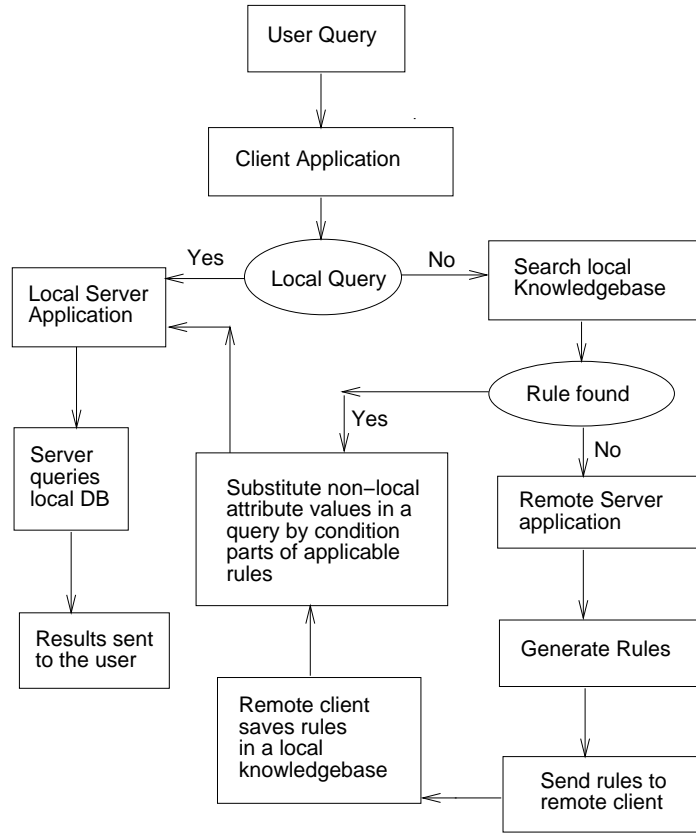 User Query
Client Application
Yes
Local Query
No
Local Server
Application
Search local
Knowledgebase
Rule found
Yes
No
Server
queries
local DB
Substitute non–local
attribute values in a
query by condition
parts of applicable
rules
Remote Server
application
Results sent
to the user
Generate Rules
Remote client
saves rules
in a local
knowledgebase
Send rules to
remote client